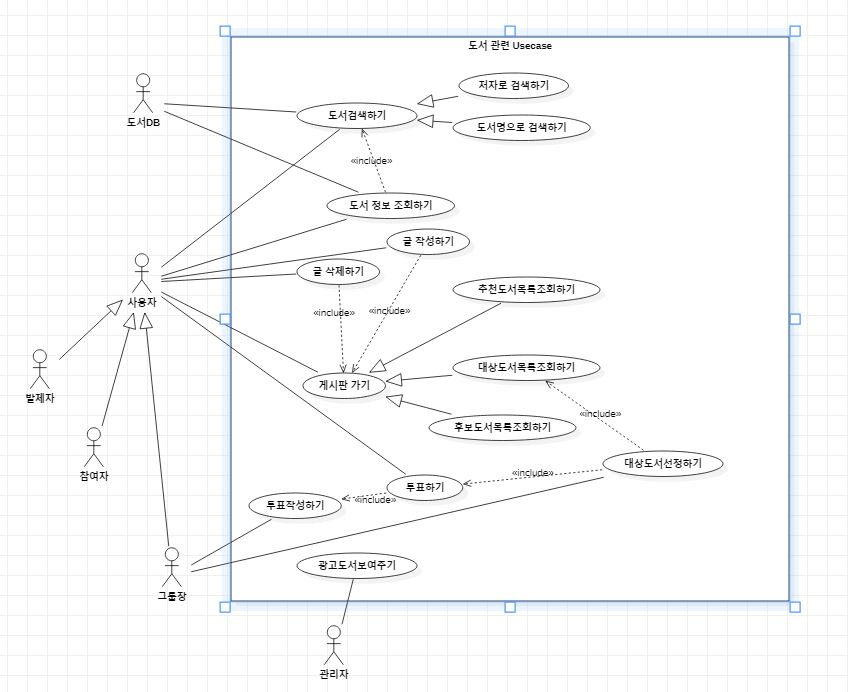 도서 관련 Usecase
저자로 검색하기
도서검색하기
도서DB
도서명으로 검색하기
«include»
도서 정보 조회하기
글 작성하기
글 삭제하기
사용자
추천도서목록조회하기
«include»
«include»
대상도서목록조회하기
게시판 가기
발제자
«include»
후보도서목록조회하기
대상도서선정하기
참여자
«include»
투표하기
«include»
투표작성하기
광고도서보여주기
그룹장
관리자